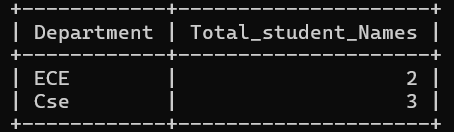 +------------+---------------------+
| Department | Total_student_Names |
+------------+---------------------+
| ECE        |                   2 |
| Cse        |                   3 |
+------------+---------------------+